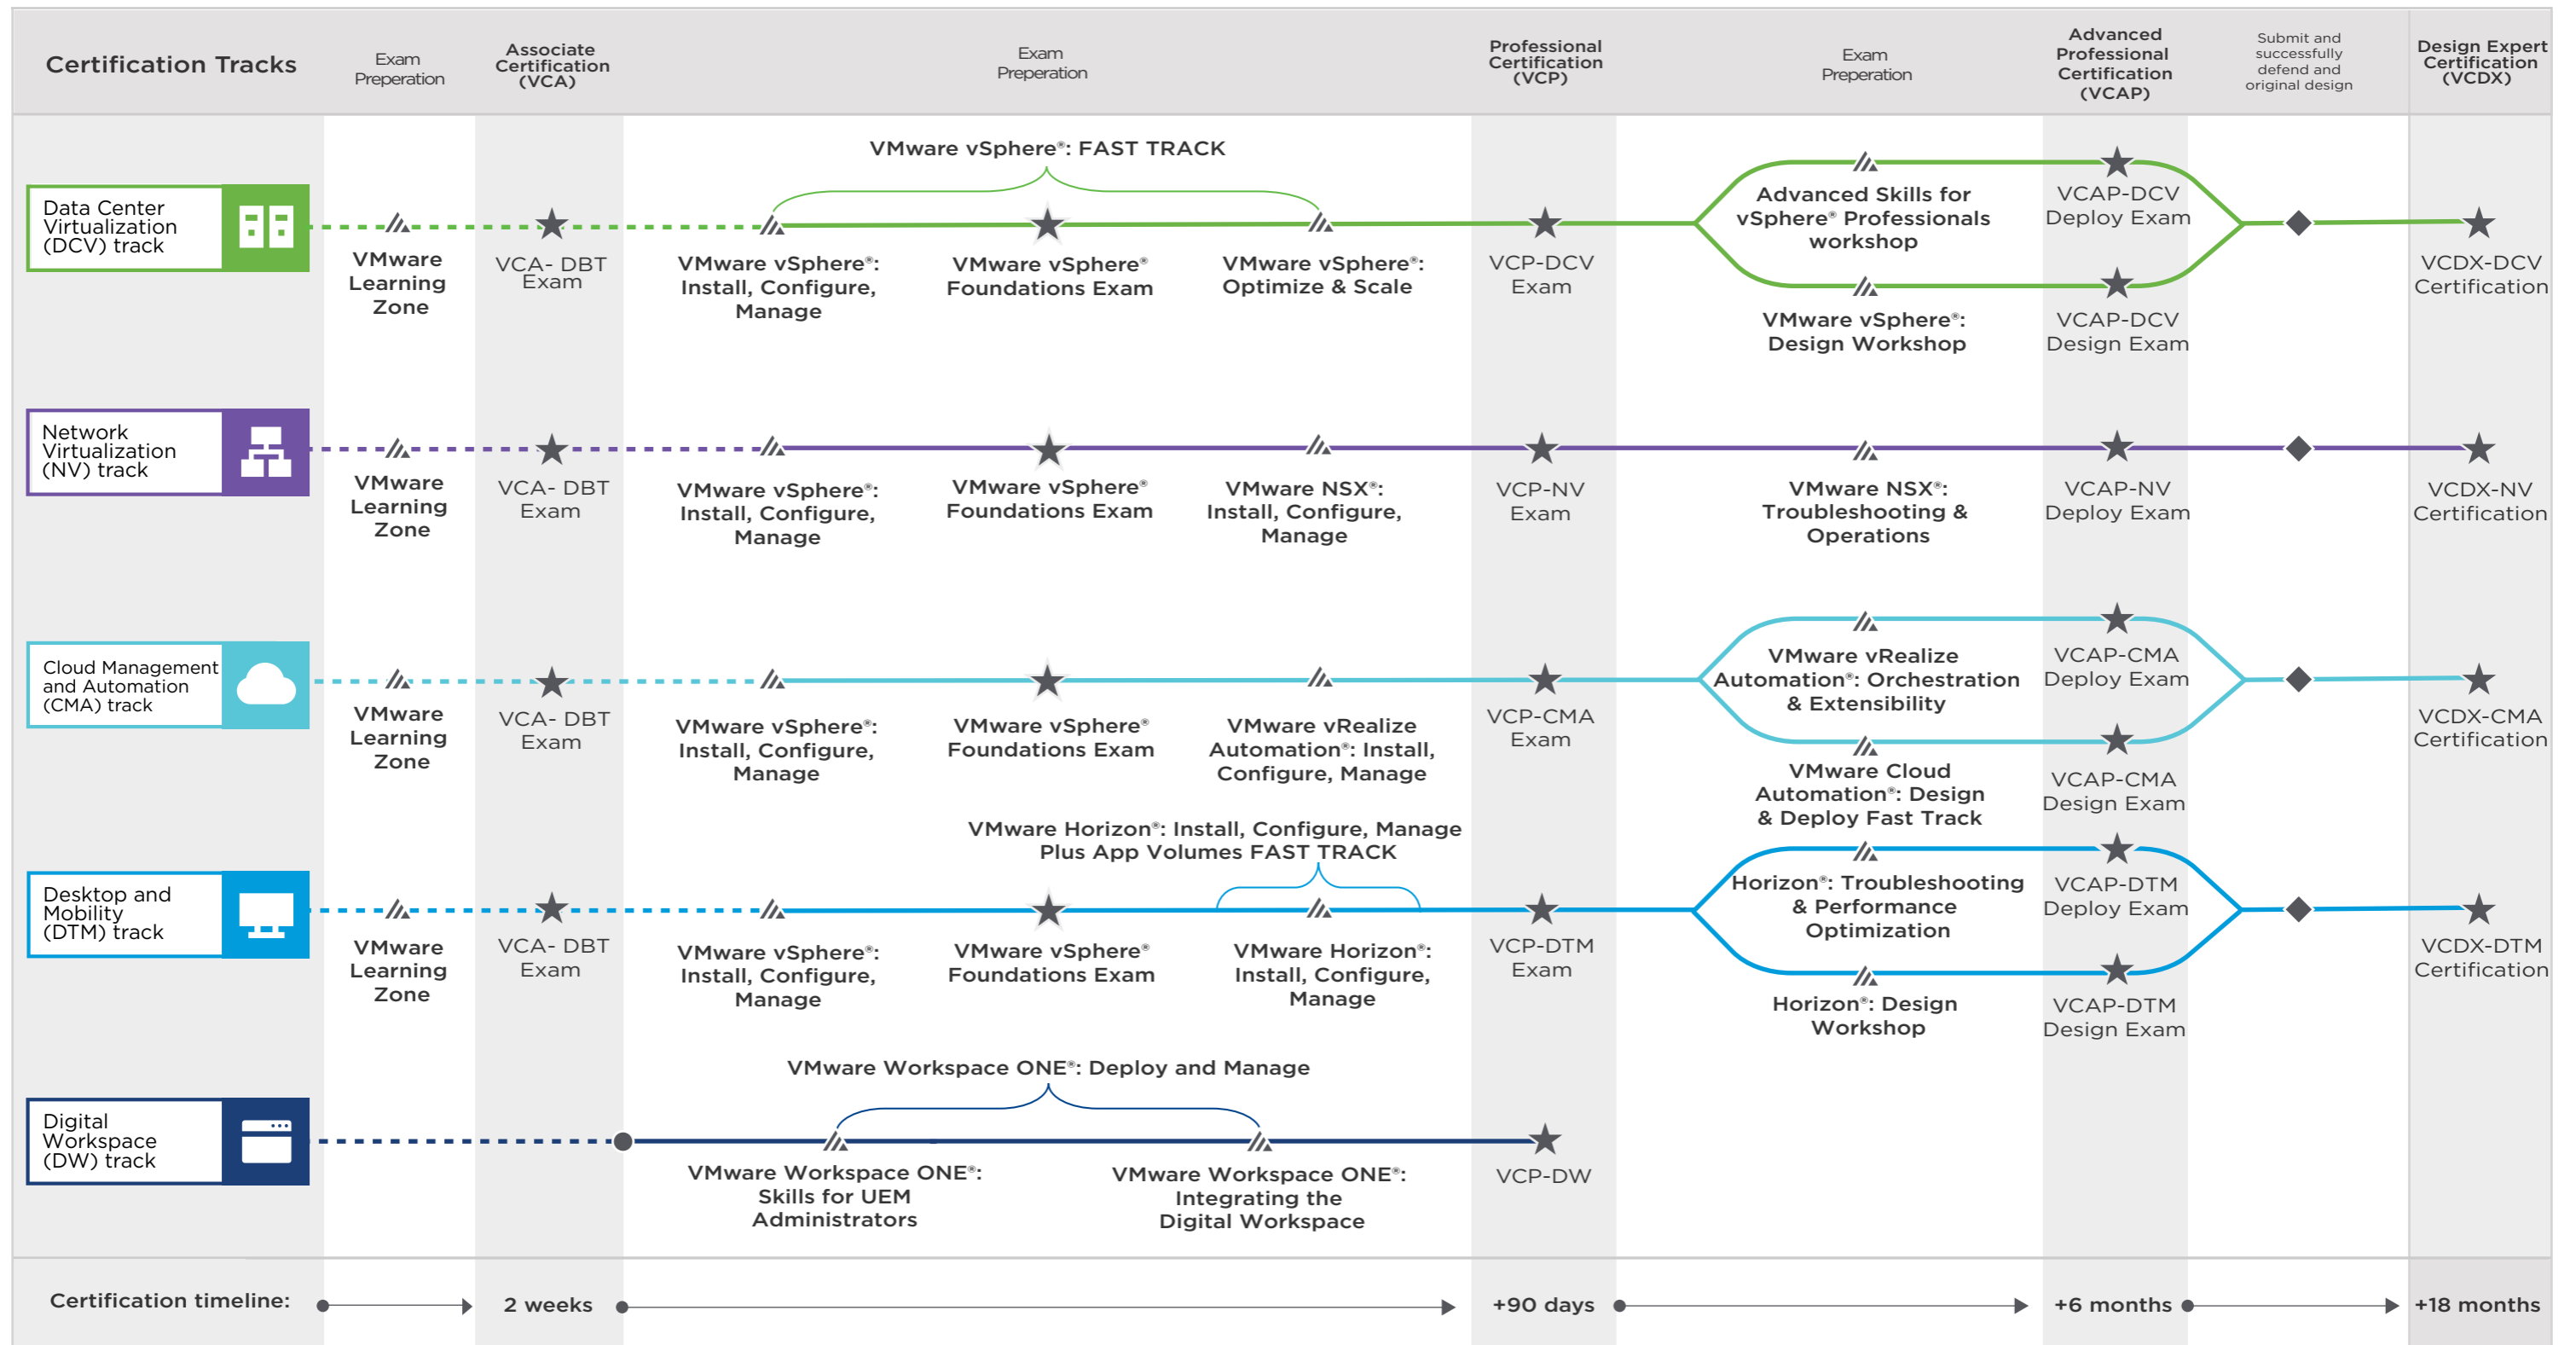 Certification Tracks
Exam
Preperation
Associate
Certification
(VCA)
Exam
Preperation
Professional
Certification
(VCP)
Exam
Preperation
Advanced
Professional
Certification
(VCAP)
Submit and
successfully
defend and
original design
Design Expert
Certification
(VCDX)
Data Center
Virtualization
(DCV) track
VMware
Learning
Zone
VCA- DBT
Exam
VMware vSphere®: FAST TRACK
VMware vSphere®:
Install, Configure,
Manage
VMware vSphere®
Foundations Exam
VMware vSphere®:
Optimize & Scale
VCP-DCV
Exam
Advanced Skills for
vSphere® Professionals
workshop
VCAP-DCV
Deploy Exam
VMware vSphere®:
Design Workshop
VCAP-DCV
Design Exam
VCDX-DCV
Certification
Network
Virtualization
(NV) track
VMware
Learning
Zone
VCA- DBT
Exam
VMware vSphere®:
Install, Configure,
Manage
VMware vSphere®
Foundations Exam
VMware NSX®:
Install, Configure,
Manage
VCP-NV
Exam
VMware NSX®:
Troubleshooting &
Operations
VCAP-NV
Deploy Exam
VCDX-NV
Certification
Cloud Management
and Automation
(CMA) track
VMware
Learning
Zone
VCA- DBT
Exam
VMware vSphere®:
Install, Configure,
Manage
VMware vSphere®
Foundations Exam
VMware vRealize
Automation®: Install,
Configure, Manage
VCP-CMA
Exam
VMware vRealize
Automation®: Orchestration
& Extensibility
VCAP-CMA
Deploy Exam
VMware Cloud
Automation®: Design
& Deploy Fast Track
VCAP-CMA
Design Exam
VCDX-CMA
Certification
Desktop and
Mobility
(DTM) track
VMware
Learning
Zone
VCA- DBT
Exam
VMware vSphere®:
Install, Configure,
Manage
VMware vSphere®
Foundations Exam
VMware Horizon®: Install, Configure, Manage
Plus App Volumes FAST TRACK
VMware Horizon®:
Install, Configure,
Manage
VCP-DTM
Exam
Horizon®: Troubleshooting
& Performance
Optimization
VCAP-DTM
Deploy Exam
Horizon®: Design
Workshop
VCAP-DTM
Design Exam
VCDX-DTM
Certification
Digital
Workspace
(DW) track
VMware Workspace ONE®: Deploy and Manage
VMware Workspace ONE®:
Skills for UEM
Administrators
VMware Workspace ONE®:
Integrating the
Digital Workspace
VCP-DW
Certification timeline:
2 weeks
+90 days
+6 months
+18 months